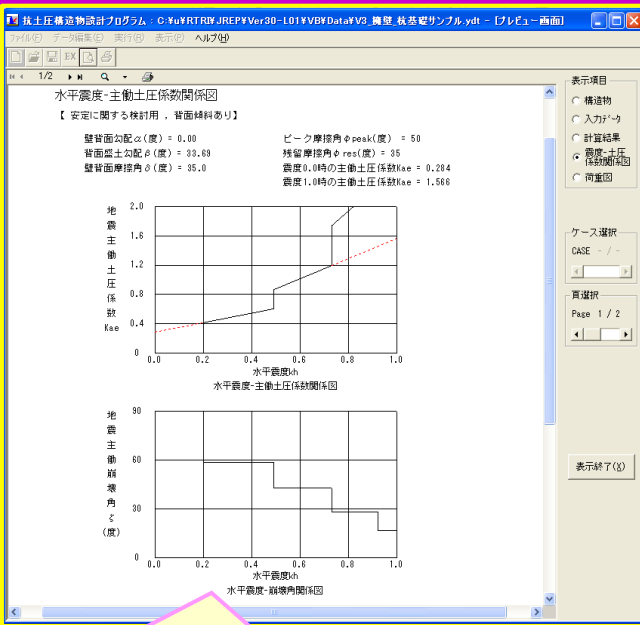 抗土圧構造物設計プログラム : C:¥u¥RTRI¥JREP¥Ver30-L01¥VB¥Data¥V3_擁壁_杭基礎サンプル.ydt - [プレビュー画面]
ファイル(F) データ編集(E) 実行(R) 表示(P) ヘルプ(H)
EX
1/2
水平震度-主働土圧係数関係図
【 安定に関する検討用 , 背面傾斜あり】
壁背面勾配α(度) = 0.00 ピーク摩擦角φpeak(度) = 50
背面盛土勾配β(度) = 33.69 残留摩擦角φres(度) = 35
壁背面摩擦角δ(度) = 35.0 震度0.0時の主働土圧係数Kae = 0.284
震度1.0時の主働土圧係数Kae = 1.566
地震主働土圧係数Kae
2.0
1.6
1.2
0.8
0.4
0
0.0 0.2 0.4 0.6 0.8 1.0
水平震度kh
水平震度-主働土圧係数関係図
地震主働崩壊角ζ(度)
90
60
30
0
0.0 0.2 0.4 0.6 0.8 1.0
水平震度kh
水平震度-崩壊角関係図
表示項目
構造物
入力データ
計算結果
震度-土圧係数関係図
荷重図
ケース選択
CASE - / -
頁選択
Page 1 / 2
表示終了(X)